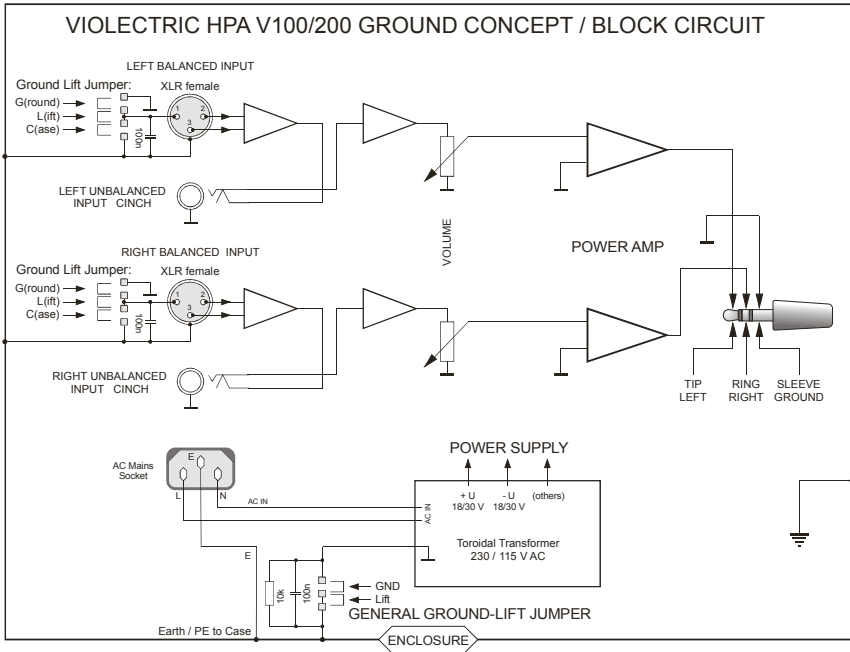 VIOLECTRIC HPA V100/200 GROUND CONCEPT / BLOCK CIRCUIT
LEFT BALANCED INPUT
Ground Lift Jumper:
XLR female
G(round)
L(ift)
C(ase)
1
2
3
100n
LEFT UNBALANCED
INPUT CINCH
VOLUME
POWER AMP
RIGHT BALANCED INPUT
Ground Lift Jumper:
XLR female
G(round)
L(ift)
C(ase)
1
2
3
100n
RIGHT UNBALANCED
INPUT CINCH
TIP
LEFT
RING
RIGHT
SLEEVE
GROUND
AC Mains
Socket
E
L
N
AC IN
E
POWER SUPPLY
+ U
18/30 V
- U
18/30 V
(others)
AC IN
AC IN
Toroidal Transformer
230 / 115 V AC
10k
100n
GND
Lift
GENERAL GROUND-LIFT JUMPER
Earth / PE to Case
ENCLOSURE